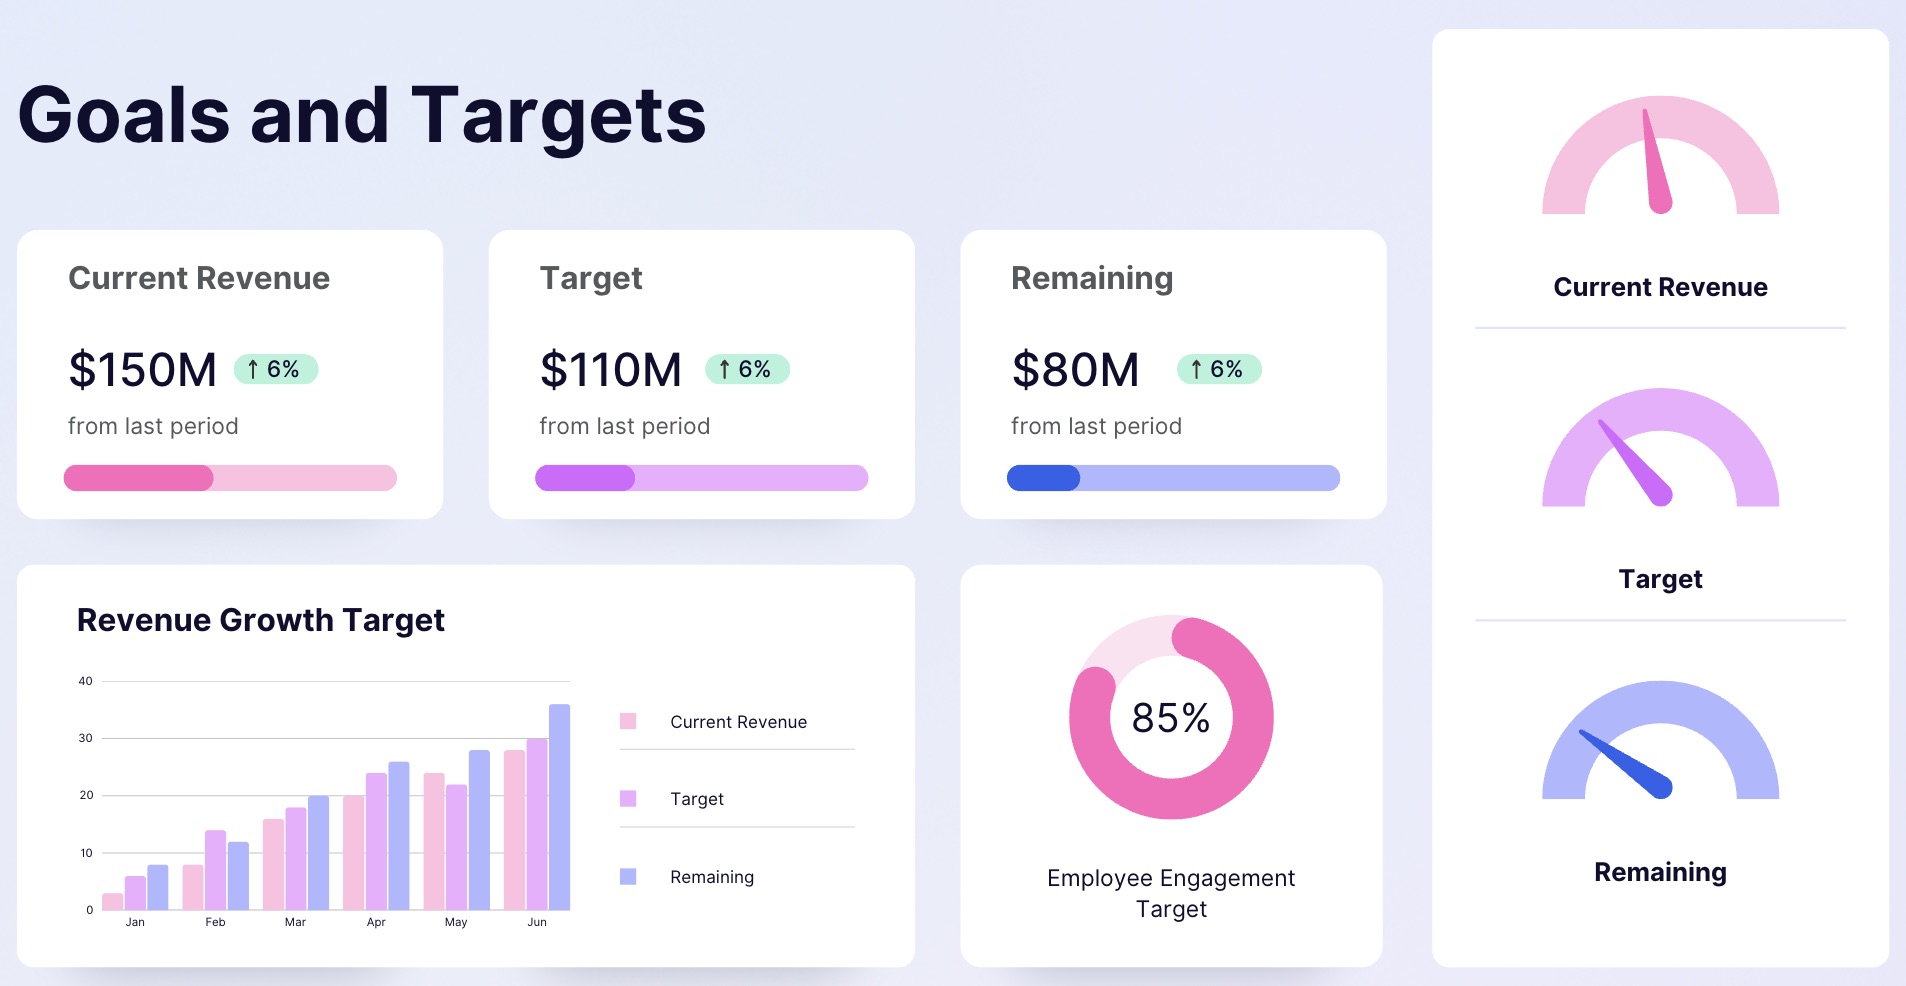 Goals and Targets
Current Revenue
$150M ↑ 6%
from last period
Target
$110M ↑ 6%
from last period
Remaining
$80M ↑ 6%
from last period
Revenue Growth Target
40
30
20
10
0
Jan Feb Mar Apr May Jun
Current Revenue
Target
Remaining
85%
Employee Engagement
Target
Current Revenue
Target
Remaining